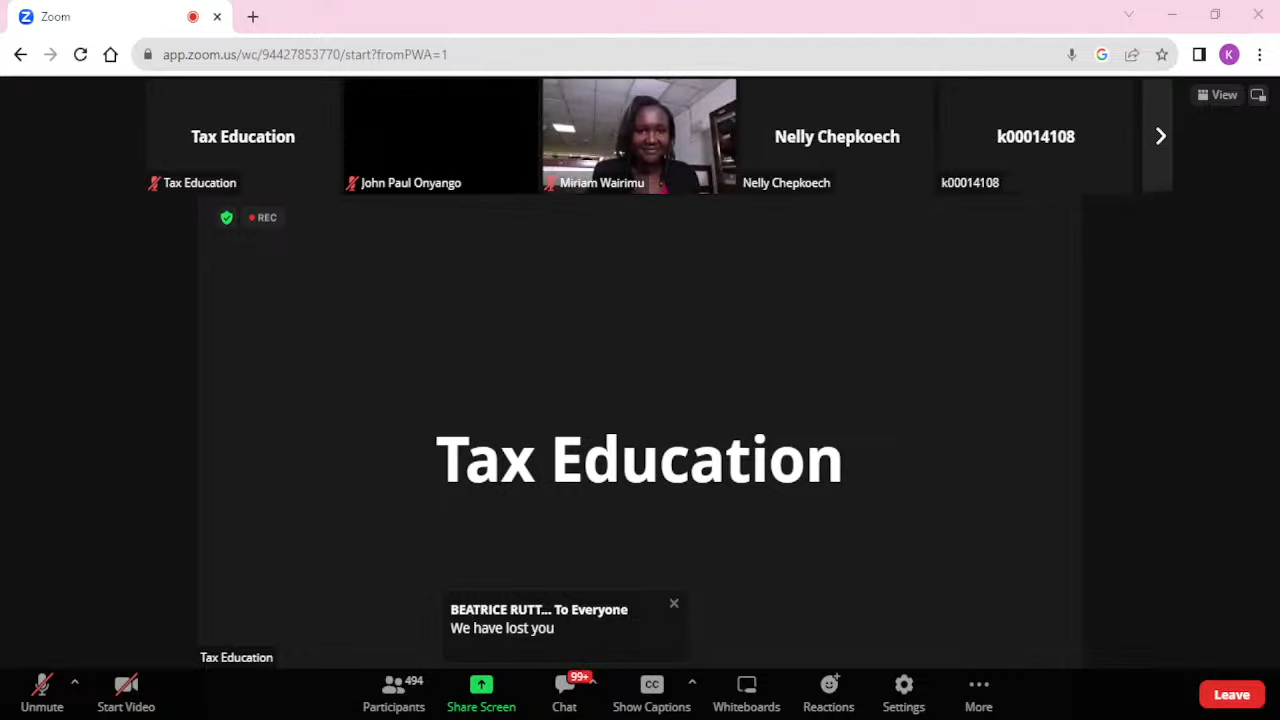 Zoom
app.zoom.us/wc/94427853770/start?fromPWA=1
K
View
Tax Education
Tax Education
John Paul Onyango
Miriam Wairimu
Nelly Chepkoech
Nelly Chepkoech
k00014108
k00014108
REC
Tax Education
BEATRICE RUTT... To Everyone
We have lost you
Tax Education
Unmute
Start Video
494
Participants
Share Screen
99+
Chat
CC
Show Captions
Whiteboards
Reactions
Settings
More
Leave